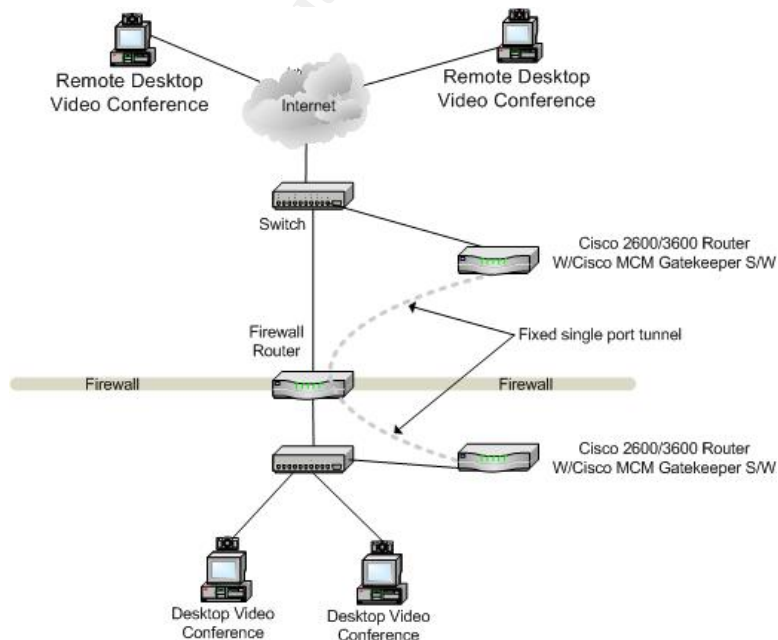 Remote Desktop
Video Conference
Remote Desktop
Video Conference
Internet
Switch
Cisco 2600/3600 Router
W/Cisco MCM Gatekeeper S/W
Firewall
Router
Fixed single port tunnel
Firewall
Firewall
Cisco 2600/3600 Router
W/Cisco MCM Gatekeeper S/W
Desktop Video
Conference
Desktop Video
Conference